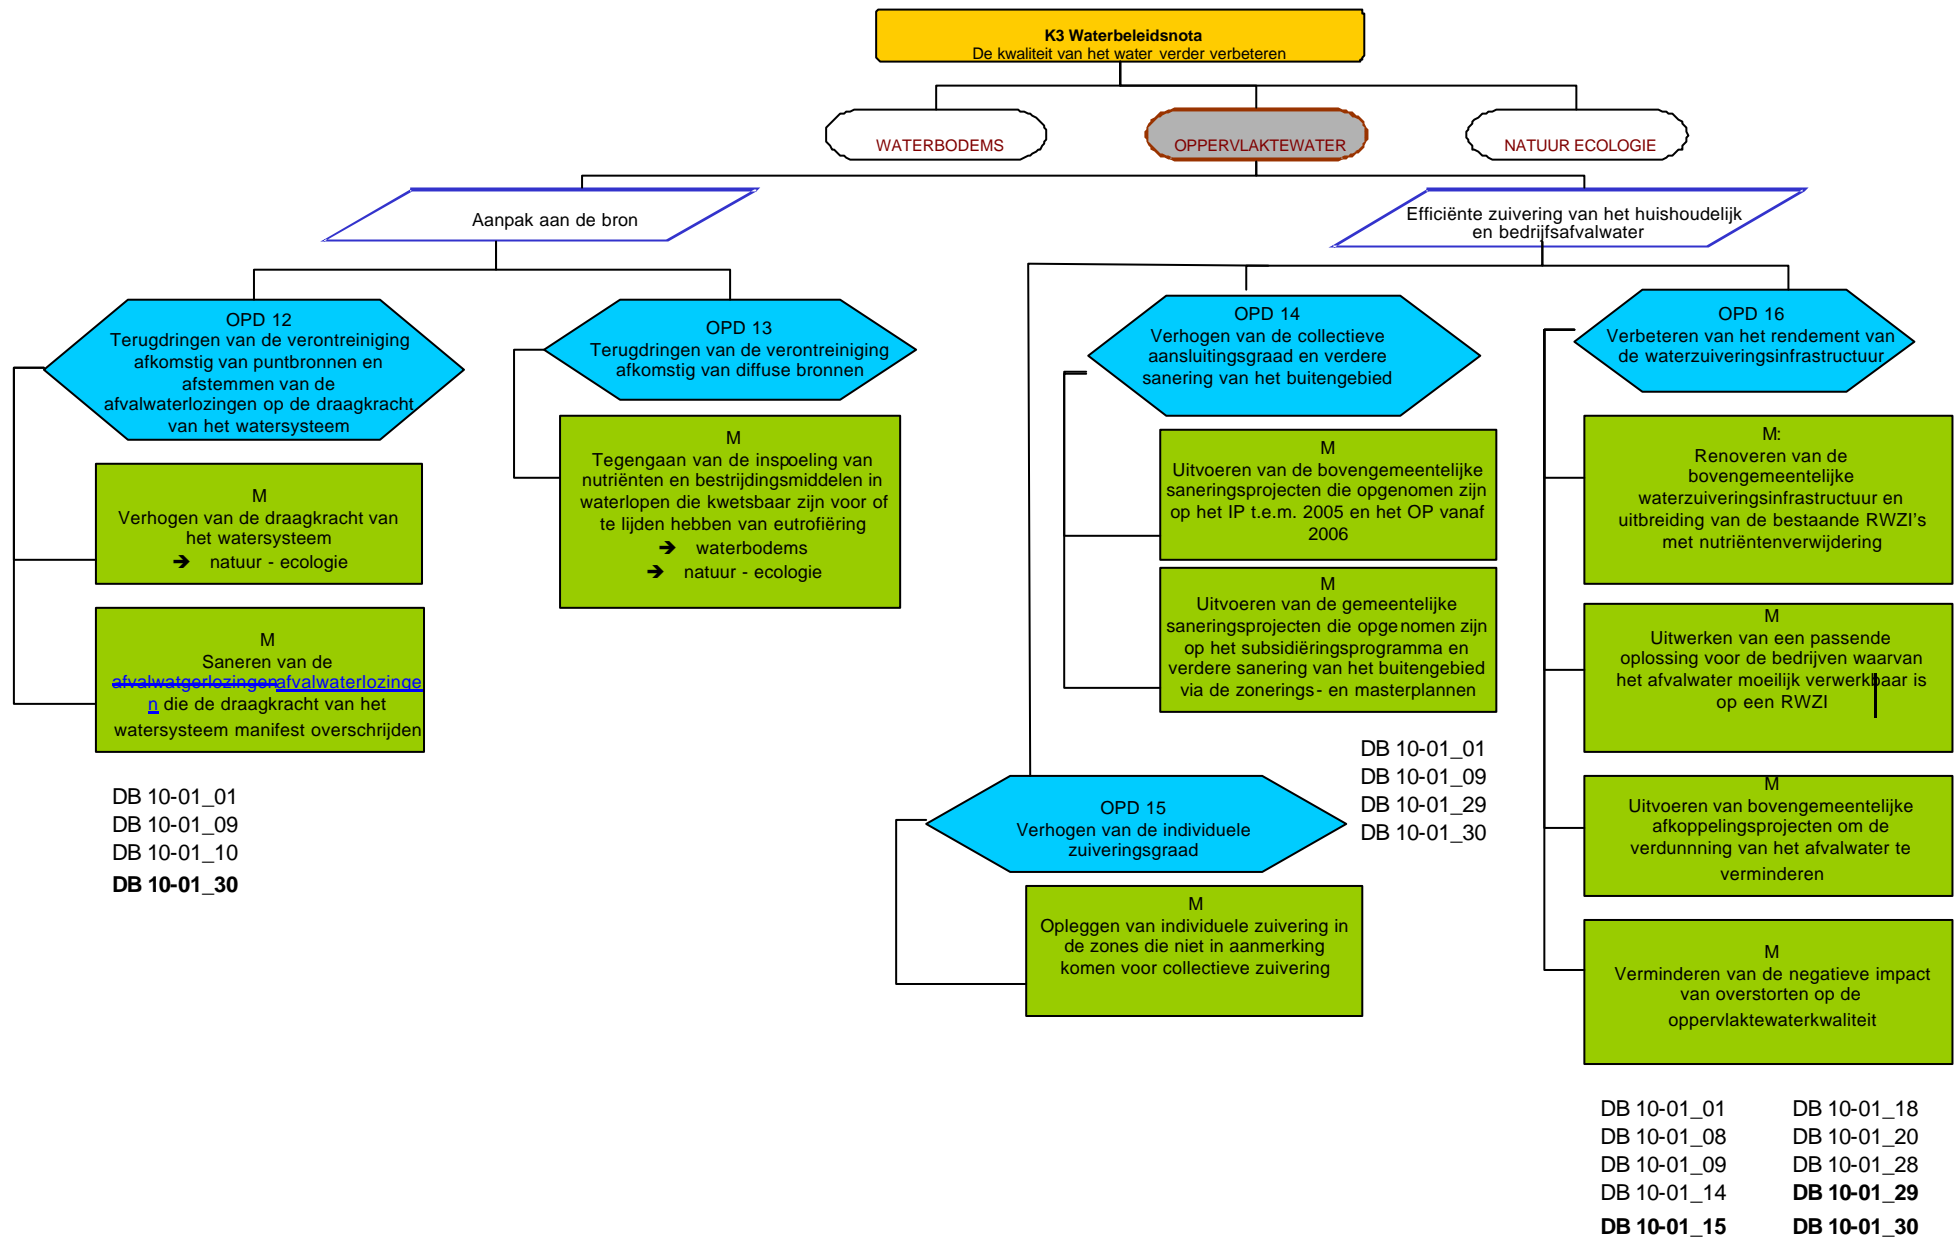 K3 Waterbeleidsnota
De kwaliteit van het water verder verbeteren
WATERBODEMS
OPPERVLAKTEWATER
NATUUR ECOLOGIE
Aanpak aan de bron
Efficiënte zuivering van het huishoudelijk
en bedrijfsafvalwater
OPD 12
Terugdringen van de verontreiniging
afkomstig van puntbronnen en
afstemmen van de
afvalwaterlozingen op de draagkracht
van het watersysteem
M
Verhogen van de draagkracht van
het watersysteem
➔ natuur - ecologie
M
Saneren van de
afvalwatgerlozingenafvalwaterlozinge
n die de draagkracht van het
watersysteem manifest overschrijden
DB 10-01_01
DB 10-01_09
DB 10-01_10
DB 10-01_30
OPD 13
Terugdringen van de verontreiniging
afkomstig van diffuse bronnen
M
Tegengaan van de inspoeling van
nutriënten en bestrijdingsmiddelen in
waterlopen die kwetsbaar zijn voor of
te lijden hebben van eutrofiëring
➔ waterbodems
➔ natuur - ecologie
OPD 14
Verhogen van de collectieve
aansluitingsgraad en verdere
sanering van het buitengebied
M
Uitvoeren van de bovengemeentelijke
saneringsprojecten die opgenomen zijn
op het IP t.e.m. 2005 en het OP vanaf
2006
M
Uitvoeren van de gemeentelijke
saneringsprojecten die opgenomen zijn
op het subsidiëringsprogramma en
verdere sanering van het buitengebied
via de zonerings- en masterplannen
DB 10-01_01
DB 10-01_09
DB 10-01_29
DB 10-01_30
OPD 15
Verhogen van de individuele
zuiveringsgraad
M
Opleggen van individuele zuivering in
de zones die niet in aanmerking
komen voor collectieve zuivering
OPD 16
Verbeteren van het rendement van
de waterzuiveringsinfrastructuur
M:
Renoveren van de
bovengemeentelijke
waterzuiveringsinfrastructuur en
uitbreiding van de bestaande RWZI's
met nutriëntenverwijdering
M
Uitwerken van een passende
oplossing voor de bedrijven waarvan
het afvalwater moeilijk verwerkbaar is
op een RWZI
M
Uitvoeren van bovengemeentelijke
afkoppelingsprojecten om de
verdunnning van het afvalwater te
verminderen
M
Verminderen van de negatieve impact
van overstorten op de
oppervlaktewaterkwaliteit
DB 10-01_01
DB 10-01_08
DB 10-01_09
DB 10-01_14
DB 10-01_15
DB 10-01_18
DB 10-01_20
DB 10-01_28
DB 10-01_29
DB 10-01_30